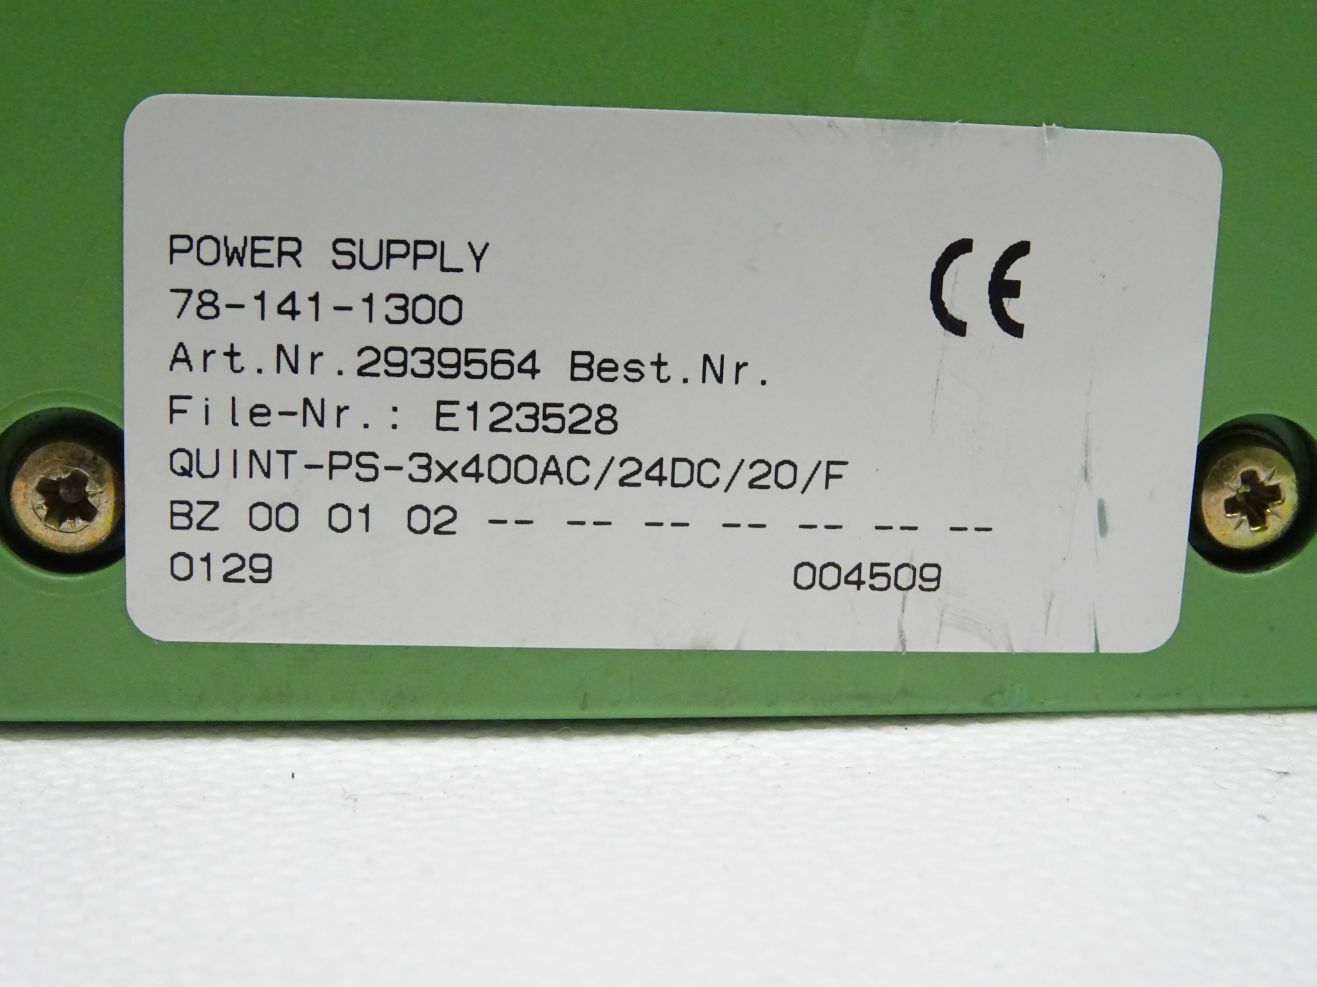 POWER SUPPLY
78-141-1300
Art.Nr.2939564 Best.Nr.
File-Nr.: E123528
QUINT-PS-3x400AC/24DC/20/F
BZ 00 01 02 -- -- -- -- -- -- --
0129 004509
CE